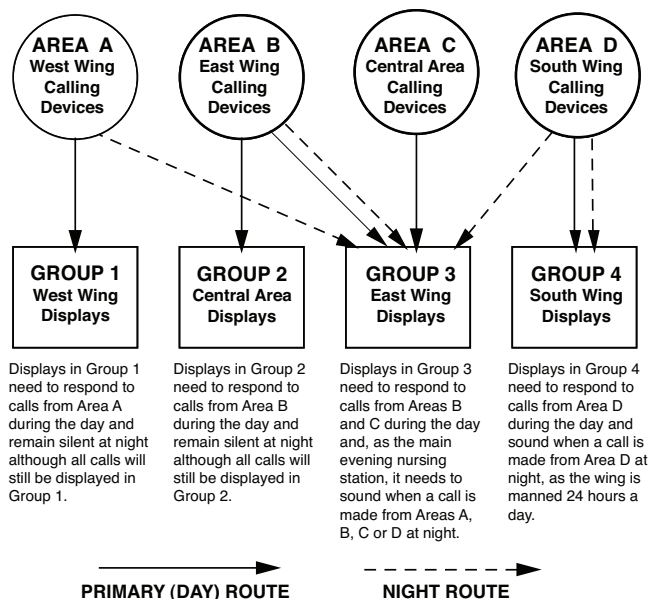 AREA A
West Wing
Calling
Devices
AREA B
East Wing
Calling
Devices
AREA C
Central Area
Calling
Devices
AREA D
South Wing
Calling
Devices
GROUP 1
West Wing
Displays
GROUP 2
Central Area
Displays
GROUP 3
East Wing
Displays
GROUP 4
South Wing
Displays
Displays in Group 1
need to respond to
calls from Area A
during the day and
remain silent at night
although all calls will
still be displayed in
Group 1.
Displays in Group 2
need to respond to
calls from Area B
during the day and
remain silent at night
although all calls will
still be displayed in
Group 2.
Displays in Group 3
need to respond to
calls from Areas B
and C during the day
and, as the main
evening nursing
station, it needs to
sound when a call is
made from Areas A,
B, C or D at night.
Displays in Group 4
need to respond to
calls from Area D
during the day and
sound when a call is
made from Area D at
night, as the wing is
manned 24 hours a
day.
PRIMARY (DAY) ROUTE
NIGHT ROUTE